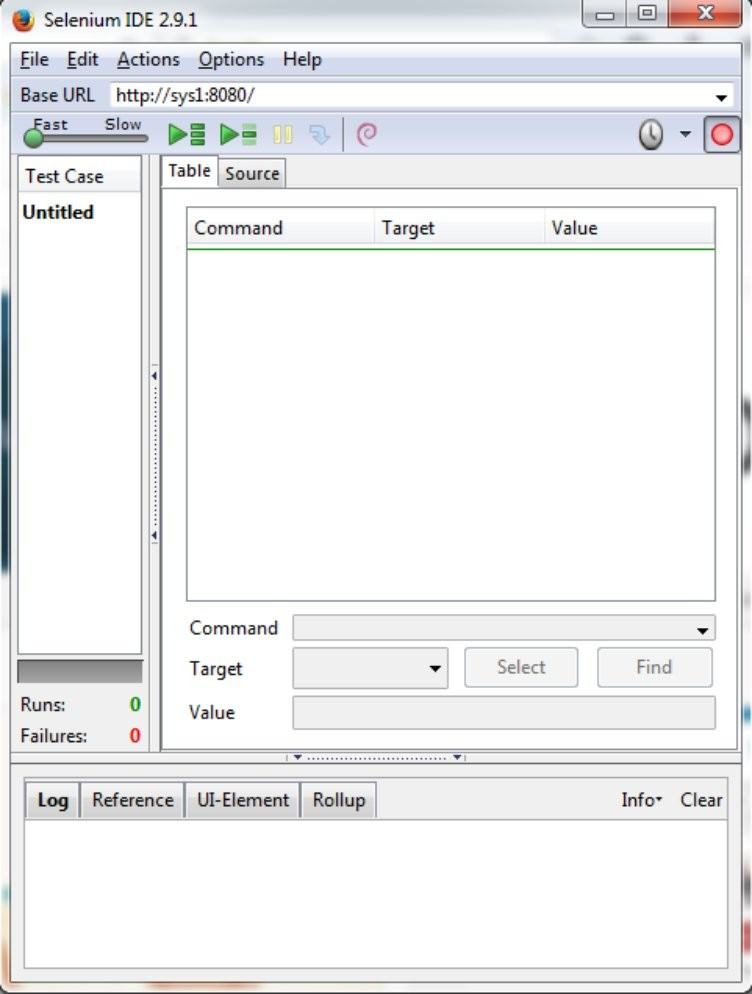 Selenium IDE 2.9.1
File Edit Actions Options Help
Base URL http://sys1:8080/
Fast Slow
Test Case
Untitled
Table Source
Command Target Value
Command
Target Select Find
Value
Runs: 0
Failures: 0
Log Reference UI-Element Rollup Info Clear